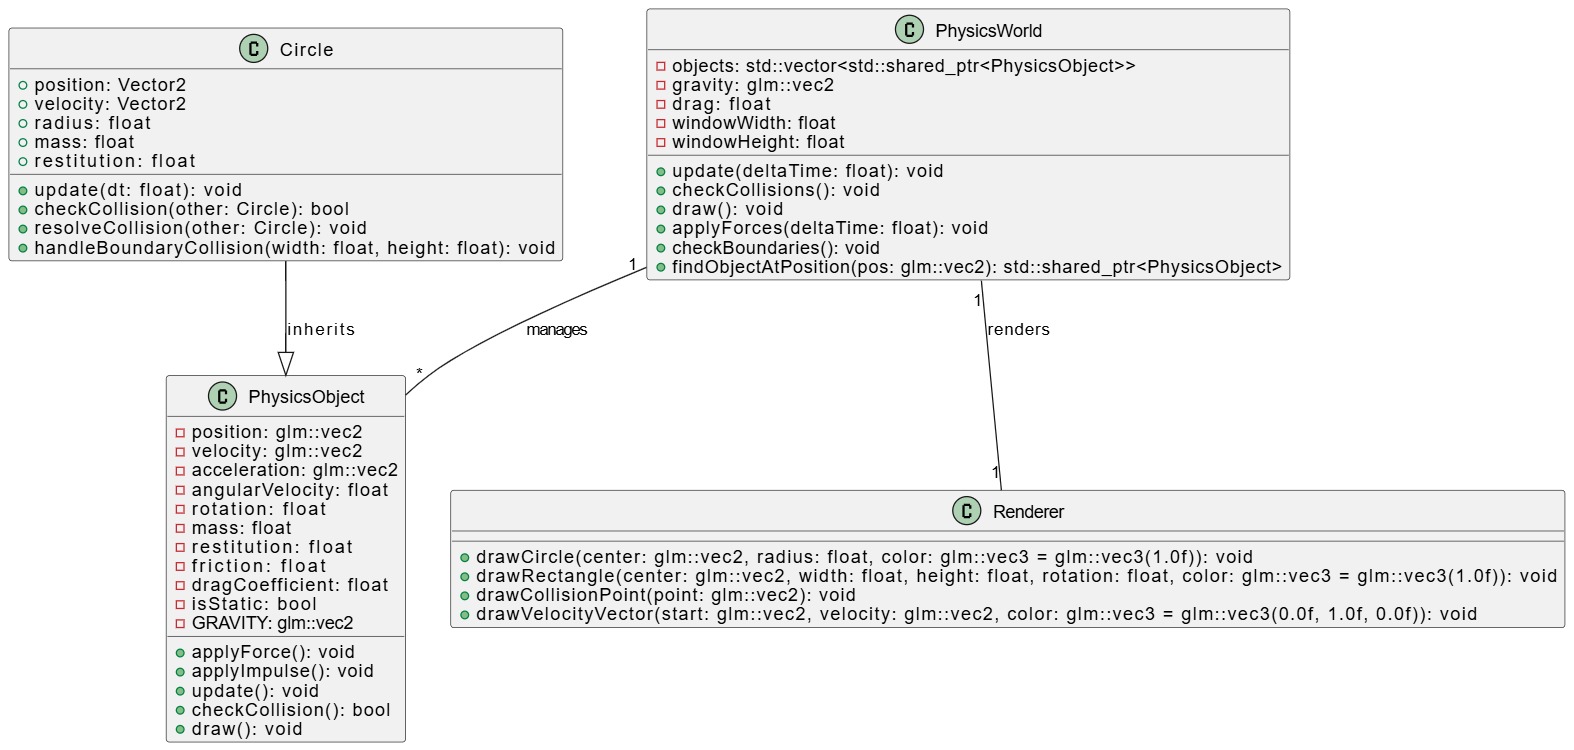 C Circle
position: Vector2
velocity: Vector2
radius: float
mass: float
restitution: float
update(dt: float): void
checkCollision(other: Circle): bool
resolveCollision(other: Circle): void
handleBoundaryCollision(width: float, height: float): void
C PhysicsWorld
objects: std::vector<std::shared_ptr<PhysicsObject>>
gravity: glm::vec2
drag: float
windowWidth: float
windowHeight: float
update(deltaTime: float): void
checkCollisions(): void
draw(): void
applyForces(deltaTime: float): void
checkBoundaries(): void
findObjectAtPosition(pos: glm::vec2): std::shared_ptr<PhysicsObject>
inherits
1
manages
*
1
renders
1
C PhysicsObject
position: glm::vec2
velocity: glm::vec2
acceleration: glm::vec2
angularVelocity: float
rotation: float
mass: float
restitution: float
friction: float
dragCoefficient: float
isStatic: bool
GRAVITY: glm::vec2
applyForce(): void
applyImpulse(): void
update(): void
checkCollision(): bool
draw(): void
C Renderer
drawCircle(center: glm::vec2, radius: float, color: glm::vec3 = glm::vec3(1.0f)): void
drawRectangle(center: glm::vec2, width: float, height: float, rotation: float, color: glm::vec3 = glm::vec3(1.0f)): void
drawCollisionPoint(point: glm::vec2): void
drawVelocityVector(start: glm::vec2, velocity: glm::vec2, color: glm::vec3 = glm::vec3(0.0f, 1.0f, 0.0f)): void